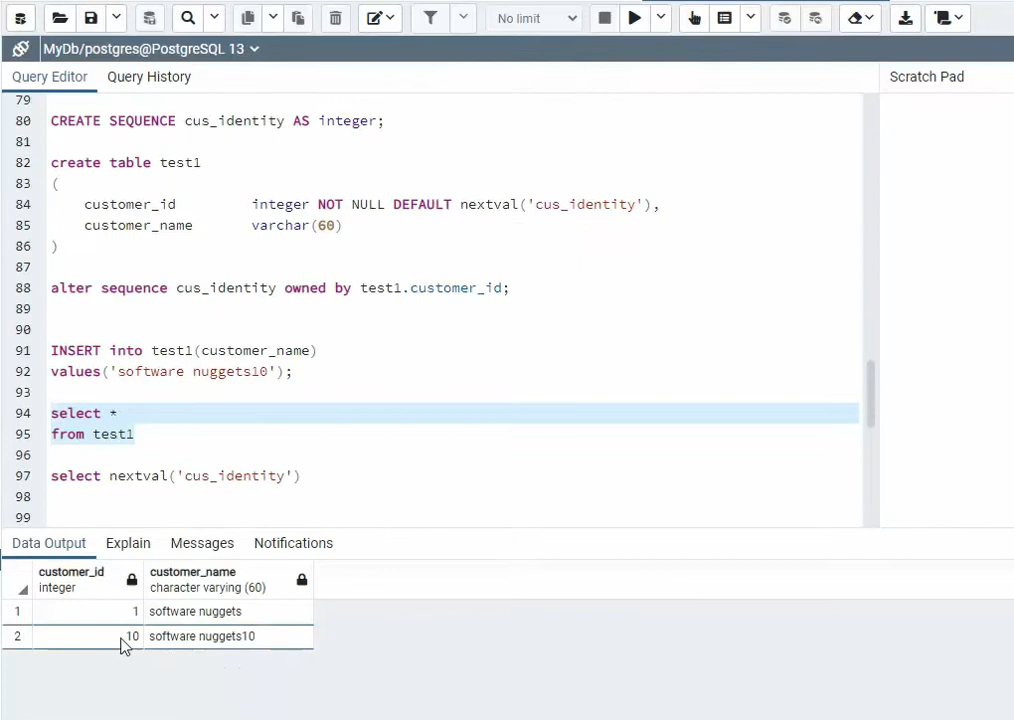 No limit
MyDb/postgres@PostgreSQL 13
Query Editor Query History Scratch Pad
79
80 CREATE SEQUENCE cus_identity AS integer;
81
82 create table test1
83 (
84 customer_id integer NOT NULL DEFAULT nextval('cus_identity'),
85 customer_name varchar(60)
86 )
87
88 alter sequence cus_identity owned by test1.customer_id;
89
90
91 INSERT into test1(customer_name)
92 values('software nuggets10');
93
94 select *
95 from test1
96
97 select nextval('cus_identity')
98
99
Data Output Explain Messages Notifications
customer_id customer_name
integer character varying (60)
1 1 software nuggets
2 10 software nuggets10